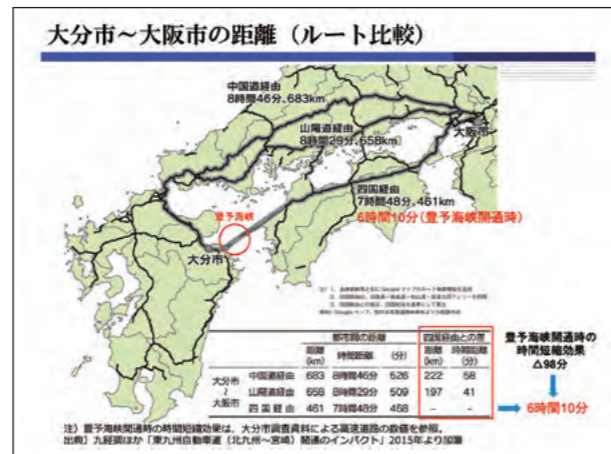 大分市～大阪市の距離（ルート比較）
中国道経由
8時間46分、683km
山陽道経由
8時間29分、658km
大阪市
四国経由
7時間48分、461km
6時間10分（豊予海峡開通時）
豊予海峡
大分市
都市間の距離 四国経由との差
距離(km) 時間距離 (分) 距離(km) 時間距離(分)
大分市～大阪市
中国道経由 683 8時間46分 526 222 58
山陽道経由 658 8時間29分 509 197 41
四国経由 461 7時間48分 468 - -
豊予海峡開通時の
時間短縮効果
△98分
6時間10分
注）豊予海峡開通時の時間短縮効果は、大分市調査資料による高速道路の数値を参照。
出典）九経調ほか「東九州自動車道（北九州～宮崎）開通のインパクト」2015年より加筆